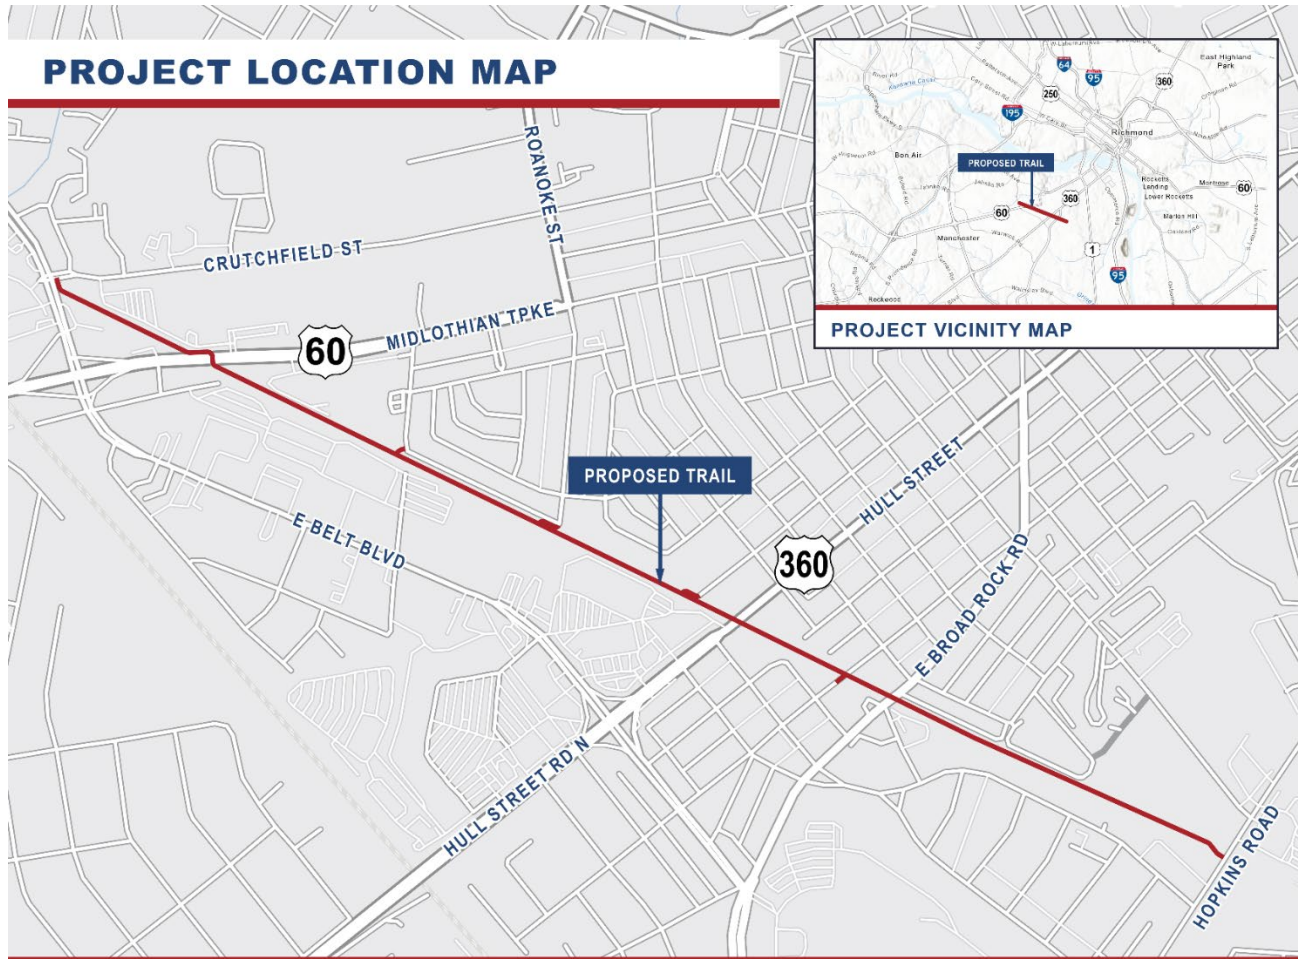 PROJECT LOCATION MAP
ROANOKE ST
CRUTCHFIELD ST
60
MIDLOTHIAN TPKE
PROPOSED TRAIL
HULL STREET
360
E BELT BLVD
E BROAD ROCK RD
HULL STREET RD N
HOPKINS ROAD
64
95
East Highland
Park
360
250
195
Richmond
Bon Air
PROPOSED TRAIL
Rocketts
Landing
Montrose
60
Lower Rocketts
360
60
Marion Hill
Manchester
1
95
Rockwood
PROJECT VICINITY MAP